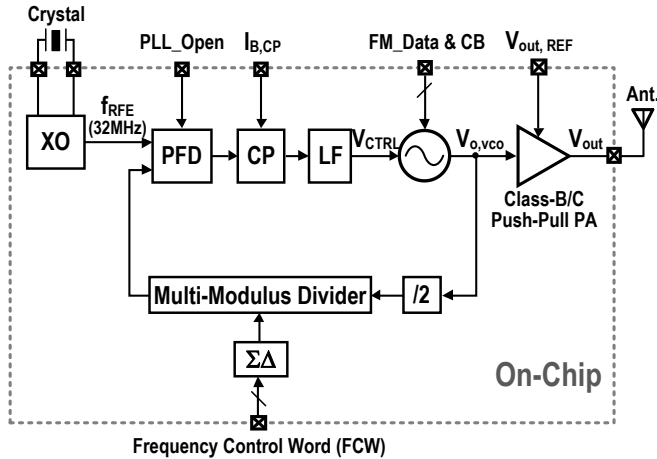 Crystal
PLL_Open
I_B,CP
FM_Data & CB
V_out, REF
Ant.
XO
f_RFE
(32MHz)
PFD
CP
LF
V_CTRL
V_o,vco
V_out
Class-B/C
Push-Pull PA
Multi-Modulus Divider
/2
ΣΔ
On-Chip
Frequency Control Word (FCW)